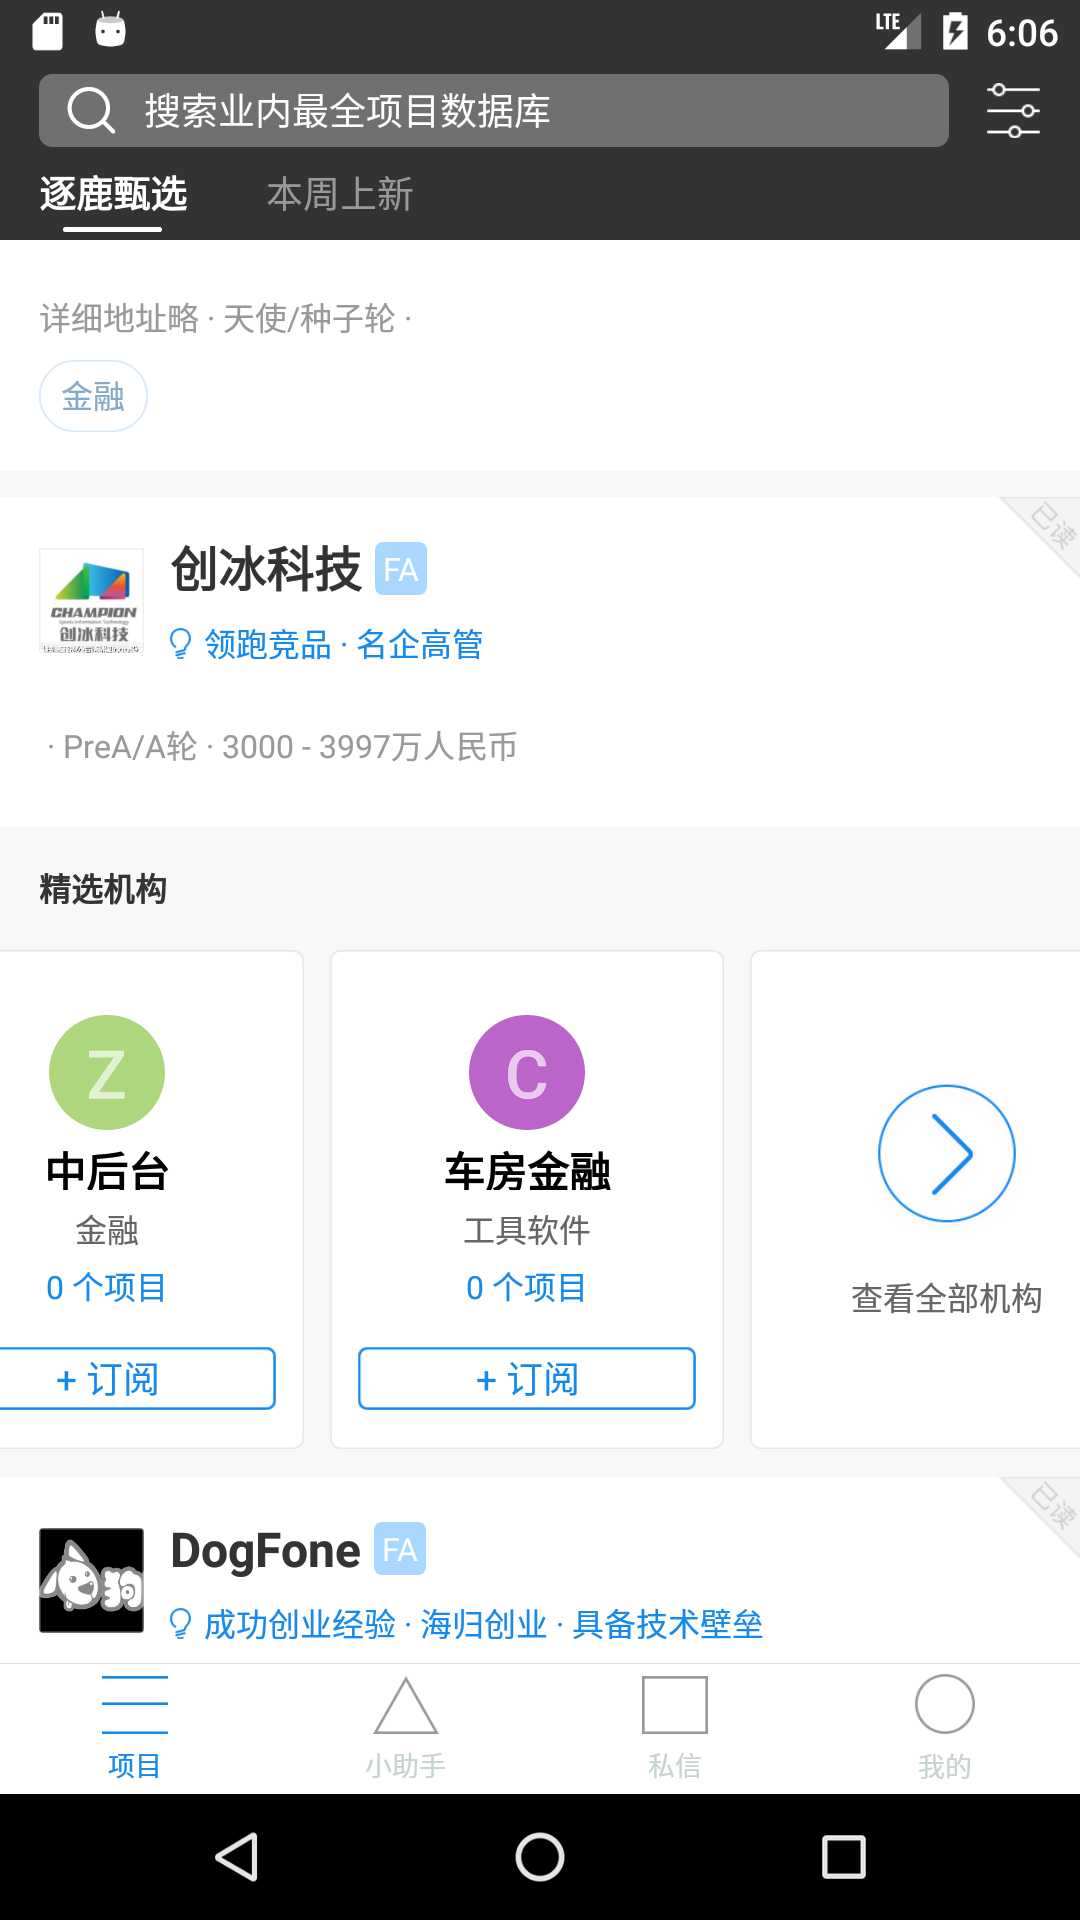 LTE 6:06
搜索业内最全项目数据库
逐鹿甄选 本周上新
详细地址略 · 天使/种子轮 ·
金融
已读
创冰科技 FA
CHAMPION
创冰科技
领跑竞品 · 名企高管
· PreA/A轮 · 3000 - 3997万人民币
精选机构
Z C
中后台 车房金融
金融 工具软件
0 个项目 0 个项目
查看全部机构
+ 订阅 + 订阅
已读
DogFone FA
狗
成功创业经验 · 海归创业 · 具备技术壁垒
项目 小助手 私信 我的